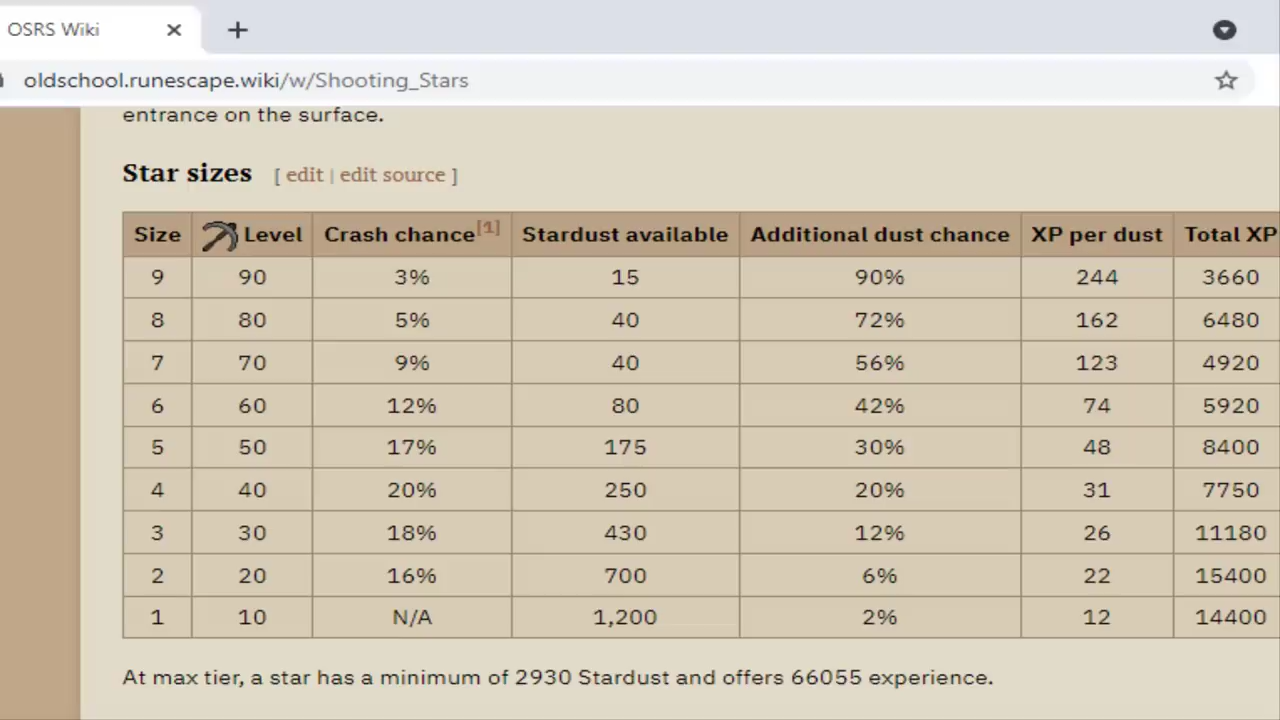 OSRS Wiki
oldschool.runescape.wiki/w/Shooting_Stars
entrance on the surface.
Star sizes [ edit | edit source ]
Size Level Crash chance[1] Stardust available Additional dust chance XP per dust Total XP
9 90 3% 15 90% 244 3660
8 80 5% 40 72% 162 6480
7 70 9% 40 56% 123 4920
6 60 12% 80 42% 74 5920
5 50 17% 175 30% 48 8400
4 40 20% 250 20% 31 7750
3 30 18% 430 12% 26 11180
2 20 16% 700 6% 22 15400
1 10 N/A 1,200 2% 12 14400
At max tier, a star has a minimum of 2930 Stardust and offers 66055 experience.